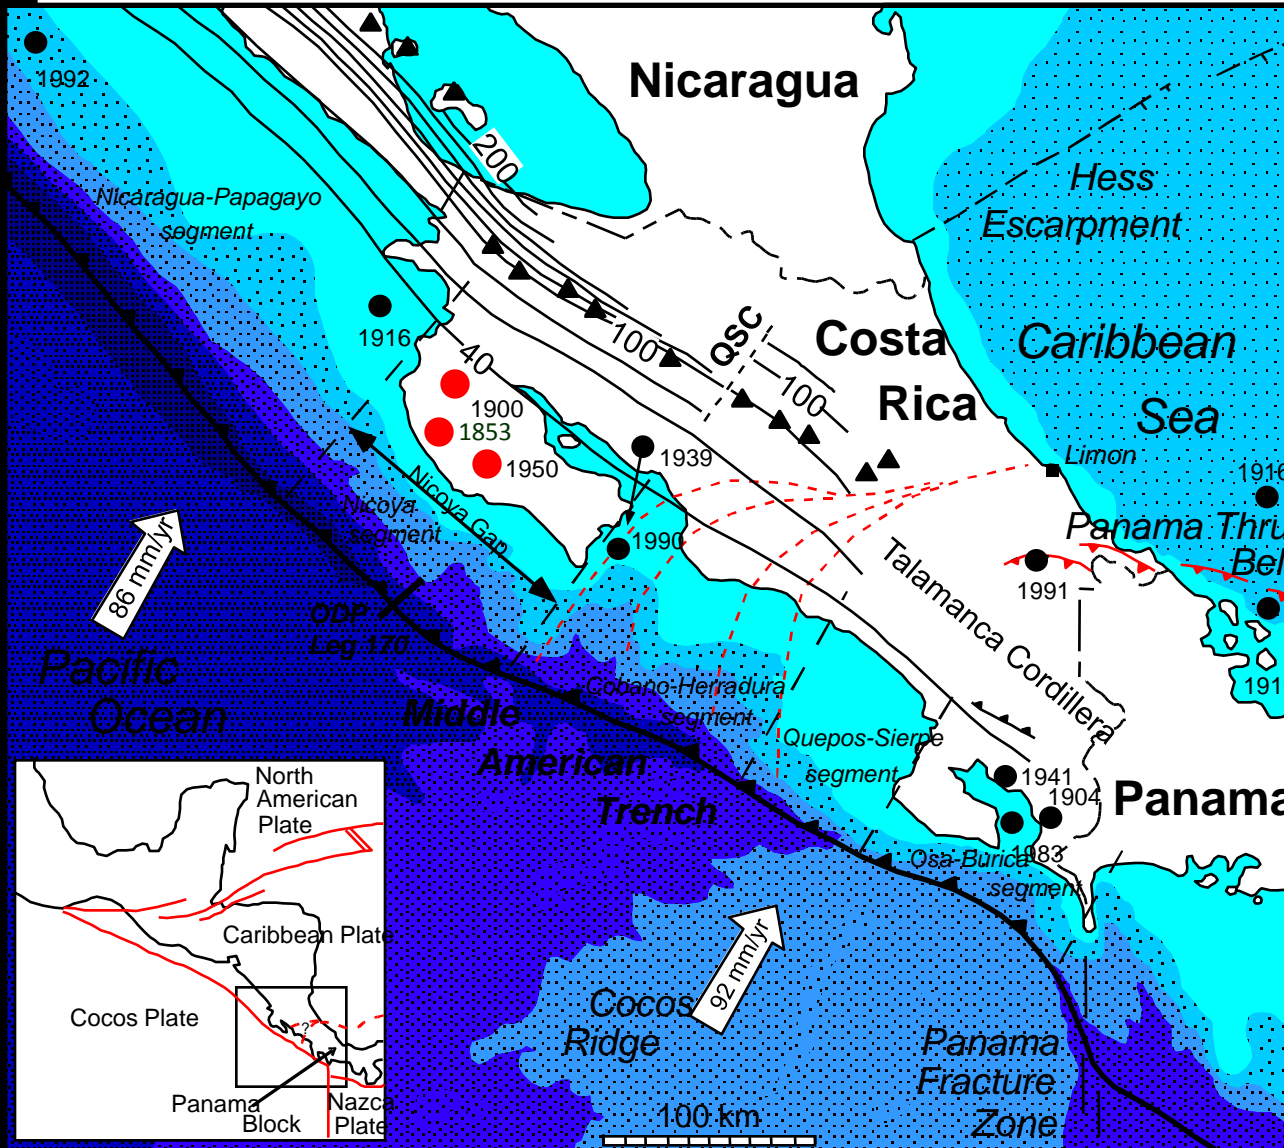 Nicaragua
1992
200
Hess
Escarpment
Nicaragua-Papagayo
segment
1916
QSC
Costa
Rica
Caribbean
Sea
40
100
100
1900
1853
1950
1939
Limon
1916
Nicoya Gap
Nicoya
segment
1990
Panama Thru
Bel
1991
86 mm/yr
ODP
Leg 170
Talamanca Cordillera
Pacific
Ocean
191
Middle
American
Trench
Cobano-Herradura
segment
Quepos-Sierpe
segment
1941
1904
Panama
1983
Osa-Burica
segment
92 mm/yr
Cocos
Ridge
Panama
Fracture
Zone
100 km
North
American
Plate
Caribbean Plate
Cocos Plate
?
Panama
Block
Nazca
Plate